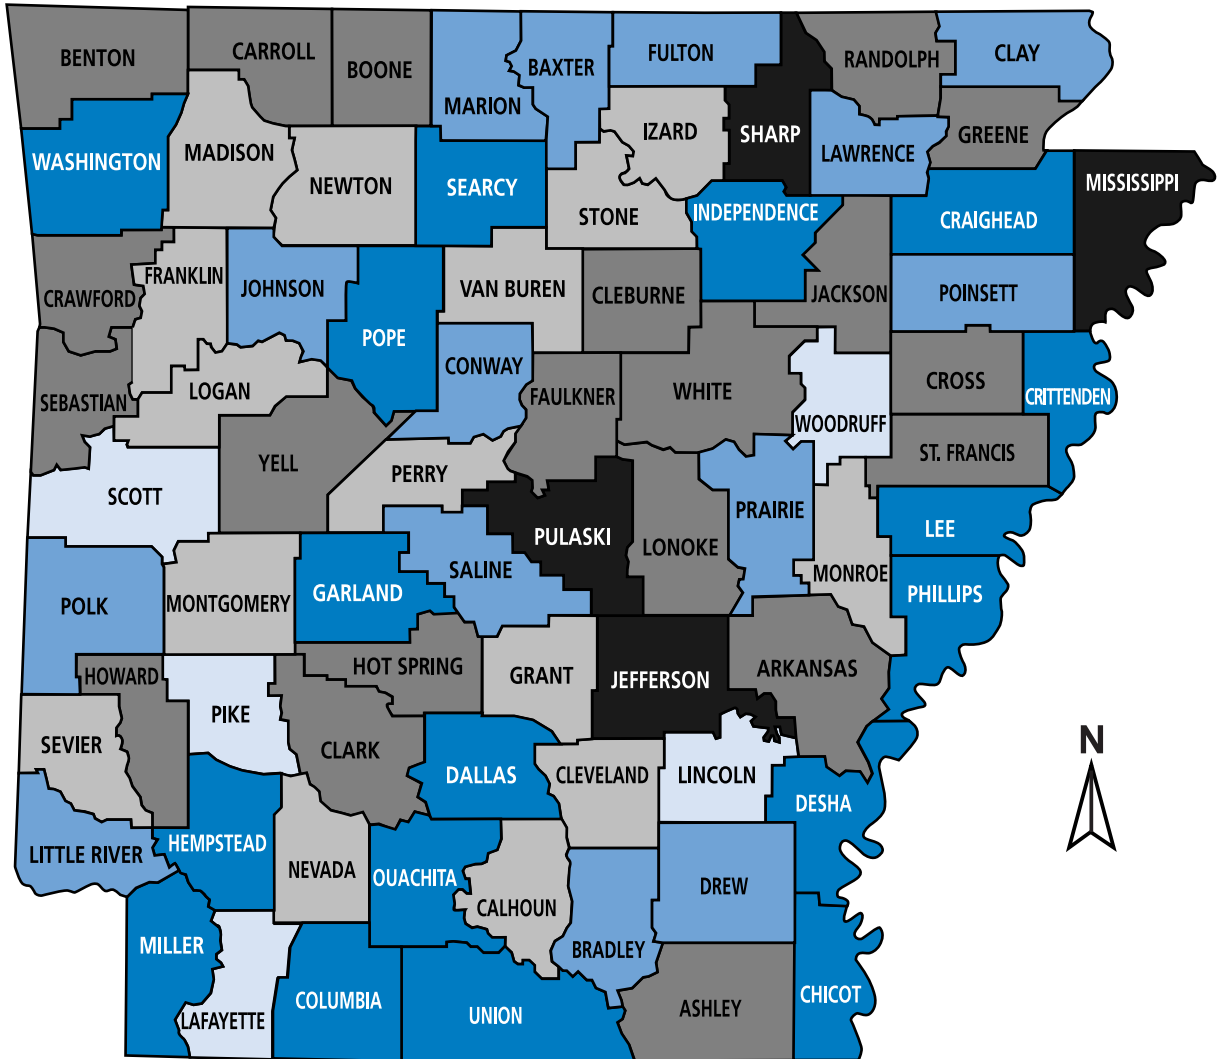 BENTON
CARROLL
BOONE
MARION
BAXTER
FULTON
SHARP
RANDOLPH
CLAY
GREENE
WASHINGTON
MADISON
NEWTON
SEARCY
IZARD
STONE
LAWRENCE
INDEPENDENCE
CRAIGHEAD
MISSISSIPPI
CRAWFORD
FRANKLIN
JOHNSON
POPE
VAN BUREN
CLEBURNE
JACKSON
POINSETT
SEBASTIAN
LOGAN
CONWAY
FAULKNER
WHITE
WOODRUFF
CROSS
CRITTENDEN
SCOTT
YELL
PERRY
PULASKI
LONOKE
PRAIRIE
ST. FRANCIS
LEE
POLK
MONTGOMERY
GARLAND
SALINE
MONROE
PHILLIPS
HOWARD
PIKE
HOT SPRING
GRANT
JEFFERSON
ARKANSAS
SEVIER
CLARK
DALLAS
CLEVELAND
LINCOLN
DESHA
N
LITTLE RIVER
HEMPSTEAD
NEVADA
OUACHITA
CALHOUN
DREW
MILLER
LAFAYETTE
COLUMBIA
UNION
BRADLEY
ASHLEY
CHICOT